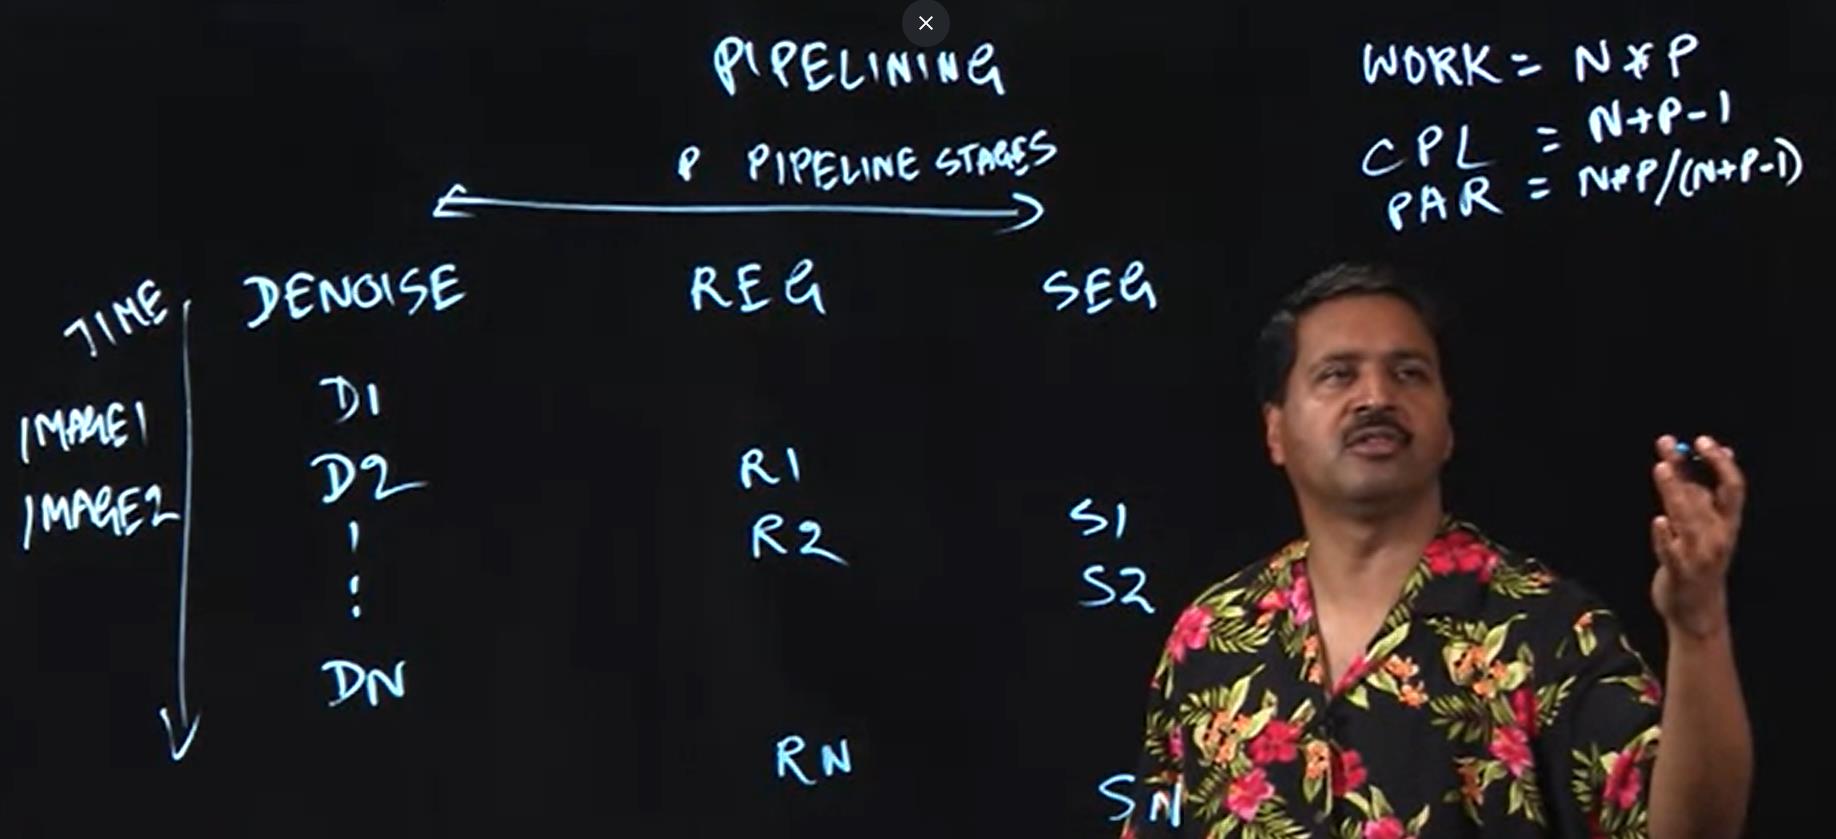 PIPELINING
P PIPELINE STAGES
WORK = N*P
CPL = N+P-1
PAR = N*P/(N+P-1)
TIME
DENOISE REG SEG
IMAGE1 D1
IMAGE2 D2 R1
R2 S1
S2
DN
RN
SN